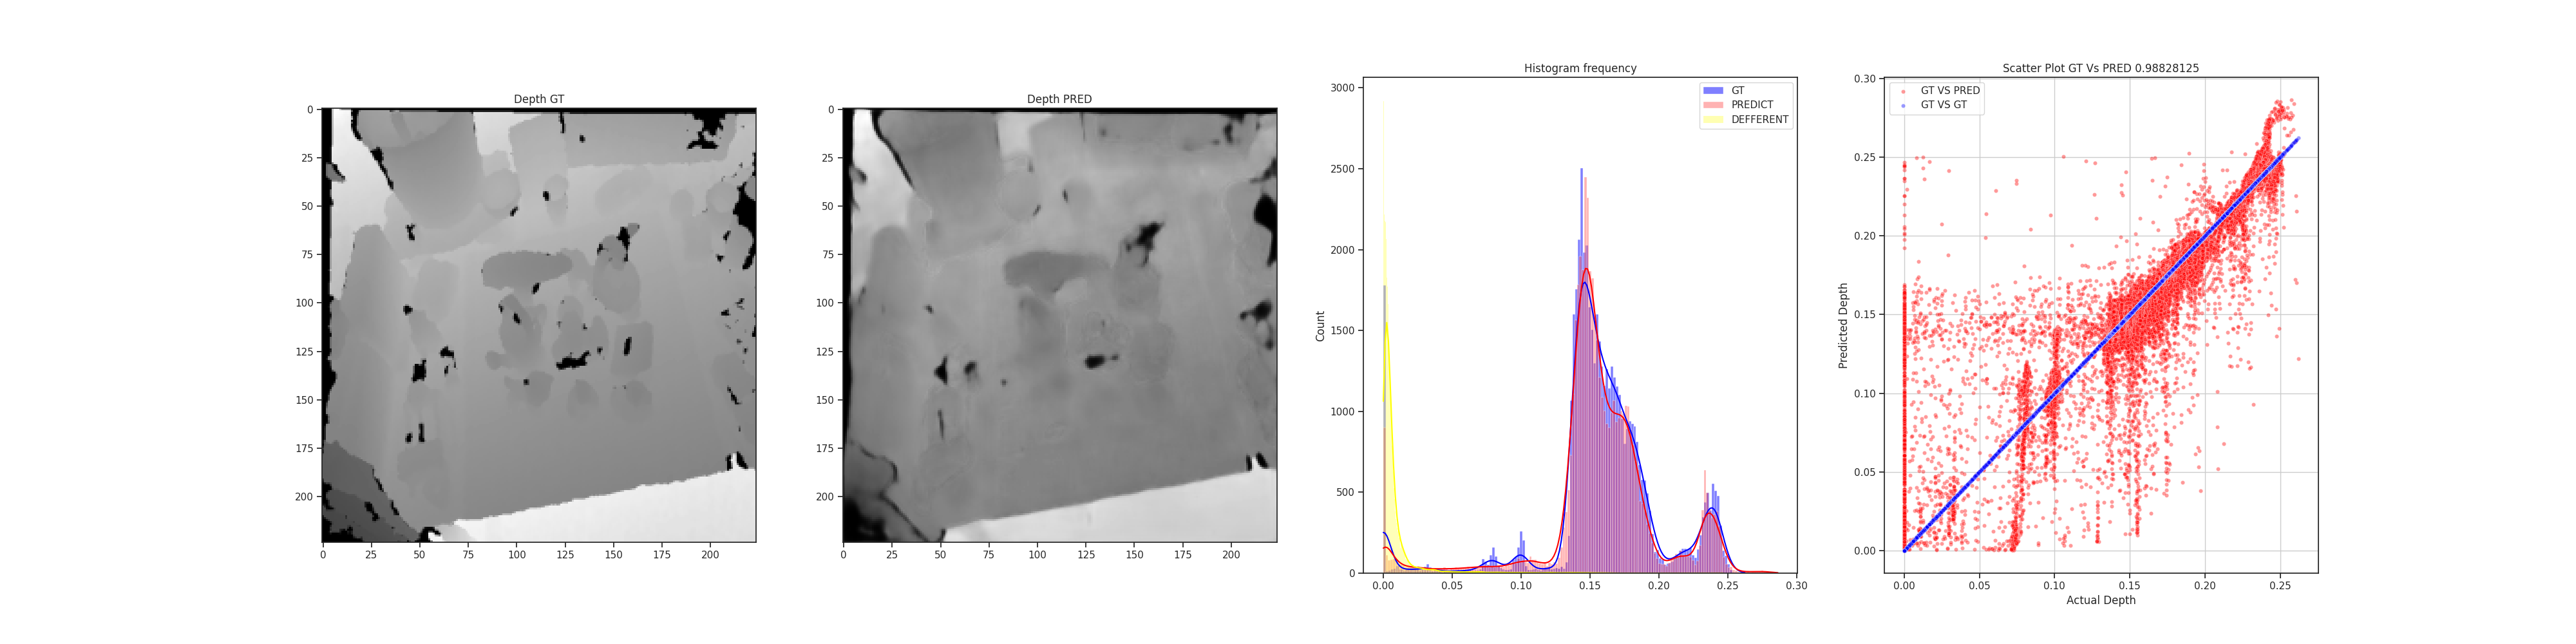 Depth GT
0
25
50
75
100
125
150
175
200
0 25 50 75 100 125 150 175 200
Depth PRED
0
25
50
75
100
125
150
175
200
0 25 50 75 100 125 150 175 200
Histogram frequency
GT
PREDICT
DEFFERENT
Count
3000
2500
2000
1500
1000
500
0
0.00 0.05 0.10 0.15 0.20 0.25 0.30
Scatter Plot GT Vs PRED 0.98828125
GT VS PRED
GT VS GT
Predicted Depth
0.30
0.25
0.20
0.15
0.10
0.05
0.00
0.00 0.05 0.10 0.15 0.20 0.25
Actual Depth